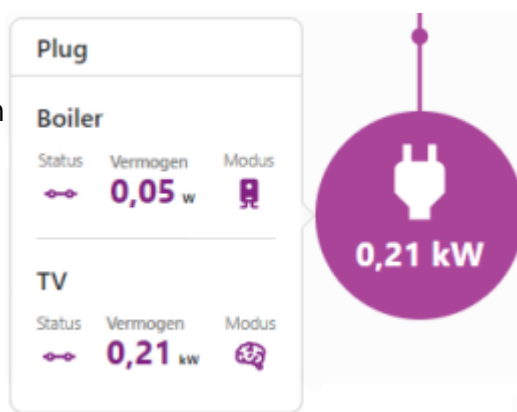 Plug
Boiler
Status Vermogen Modus
0,05 w
TV
Status Vermogen Modus
0,21 kW
0,21 kW